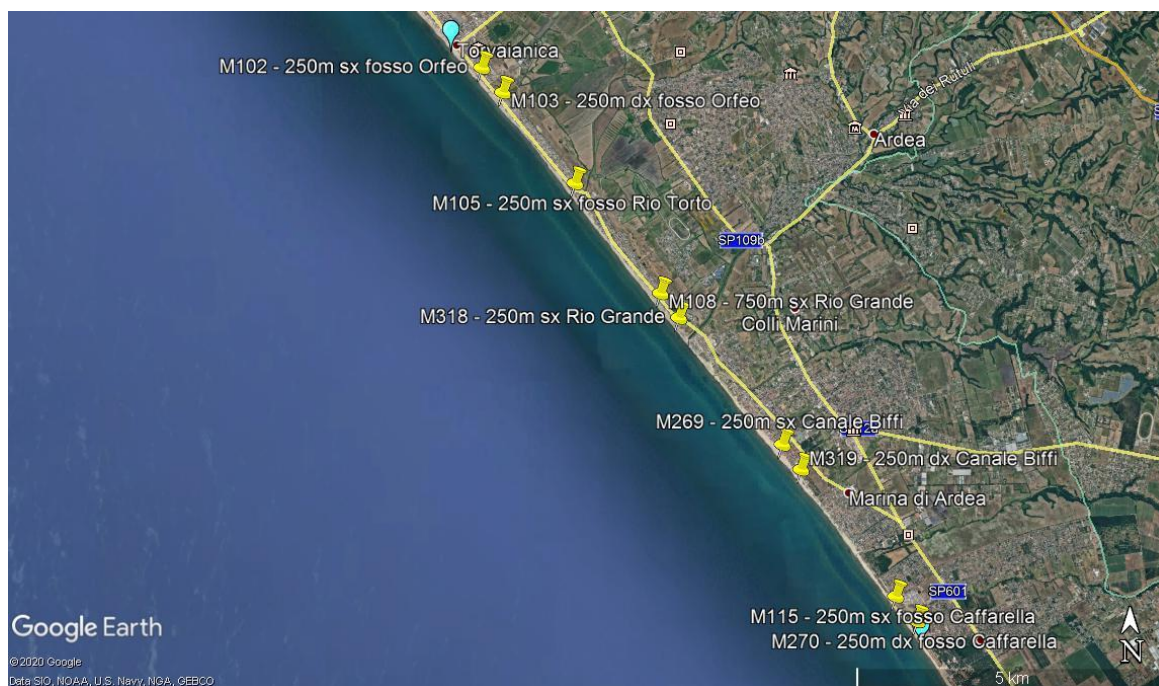 Torvaianica
M102 - 250m sx fosso Orfeo
M103 - 250m dx fosso Orfeo
Via dei Rutuli
Ardea
M105 - 250m sx fosso Rio Torto
SP109b
M108 - 750m sx Rio Grande
M318 - 250m sx Rio Grande
Colli Marini
M269 - 250m sx Canale Biffi
M319 - 250m dx Canale Biffi
Marina di Ardea
SP601
M115 - 250m sx fosso Caffarella
M270 - 250m dx fosso Caffarella
Google Earth
N
©2020 Google
Data SIO, NOAA, U.S. Navy, NGA, GEBCO
5 km